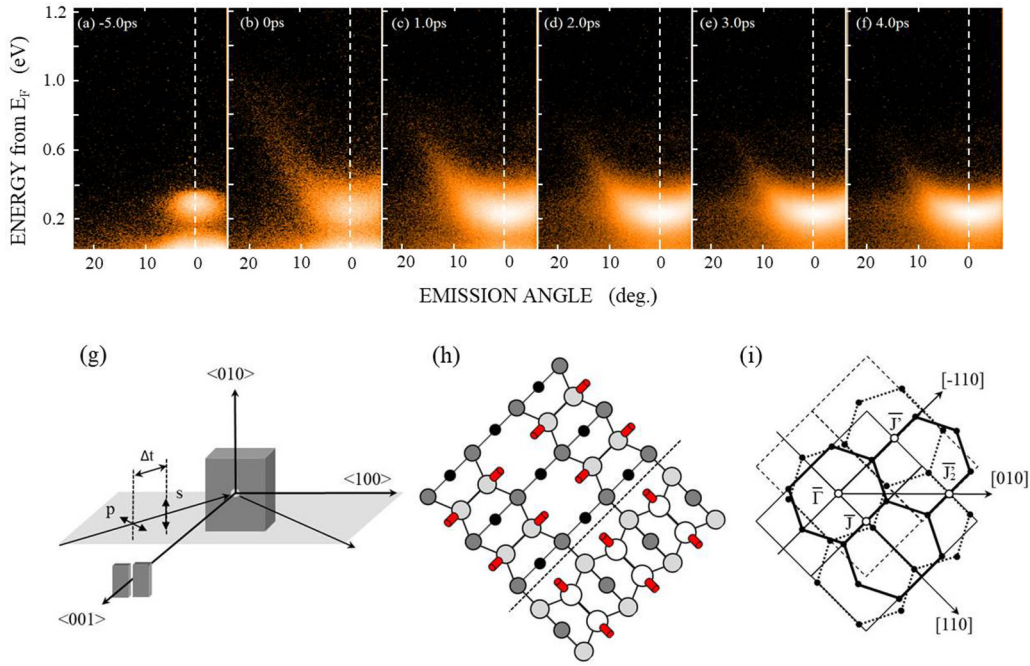 (a) -5.0ps (b) 0ps (c) 1.0ps (d) 2.0ps (e) 3.0ps (f) 4.0ps
ENERGY from E_F (eV)
1.2
1.0
0.6
0.2
20 10 0 20 10 0 20 10 0 20 10 0 20 10 0 20 10 0
EMISSION ANGLE (deg.)
(g)
<010>
Δt
<100>
s
p
<001>
(h)
(i)
[-110]
J̅'
J̅₂'
[010]
Γ̅
J̅
[110]